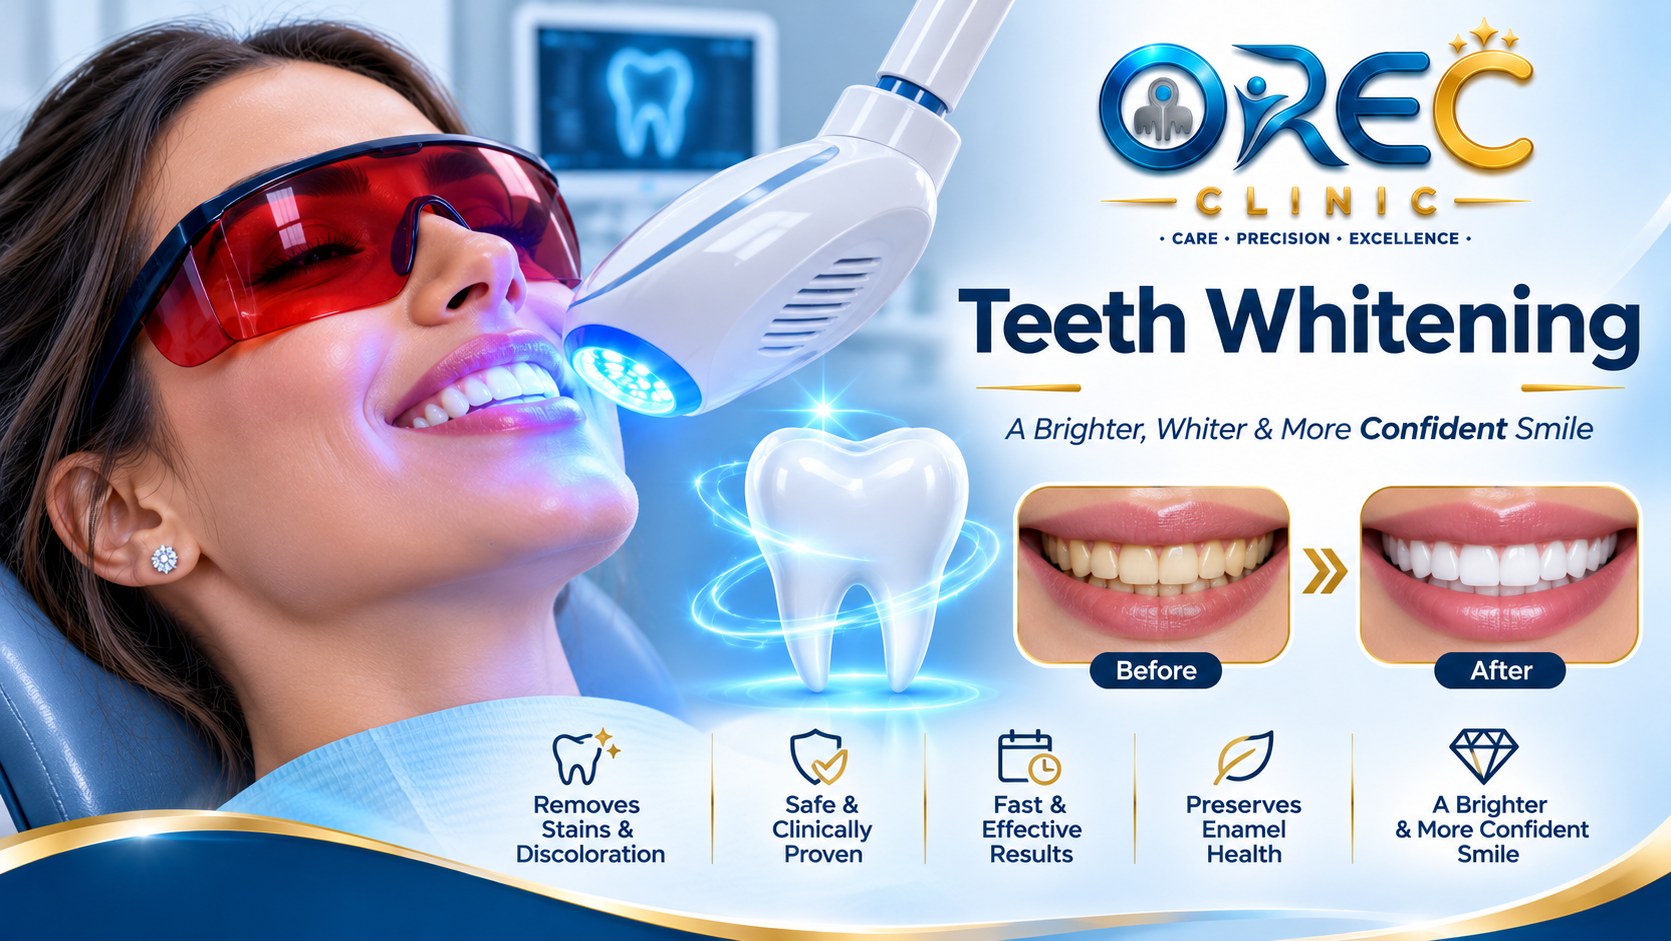 OREC
CLINIC
• CARE • PRECISION • EXCELLENCE •
Teeth Whitening
A Brighter, Whiter & More Confident Smile
Before
After
Removes
Stains &
Discoloration
Safe &
Clinically
Proven
Fast &
Effective
Results
Preserves
Enamel
Health
A Brighter
& More Confident
Smile